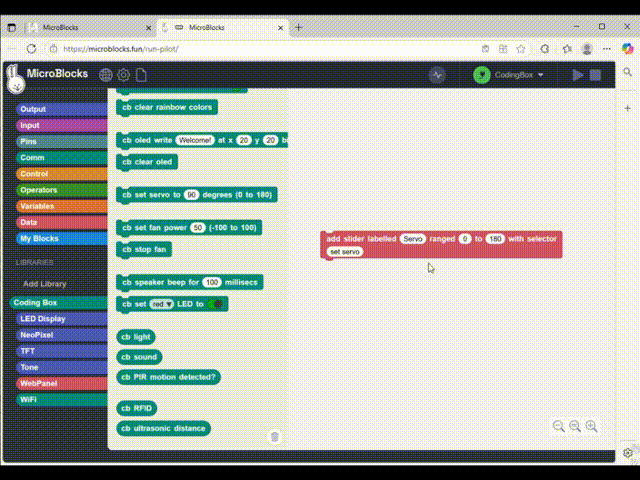 MicroBlocks
MicroBlocks
https://microblocks.fun/run-pilot/
MicroBlocks
CodingBox
Output
Input
Pins
Comm
Control
Operators
Variables
Data
My Blocks
LIBRARIES
Add Library
Coding Box
LED Display
NeoPixel
TFT
Tone
WebPanel
WiFi
cb clear rainbow colors
cb oled write Welcome! at x 20 y 20
cb clear oled
cb set servo to 90 degrees (0 to 180)
cb set fan power 50 (-100 to 100)
cb stop fan
cb speaker beep for 100 millisecs
cb set red LED to
cb light
cb sound
cb PIR motion detected?
cb RFID
cb ultrasonic distance
add slider labelled Servo ranged 0 to 180 with selector
set servo